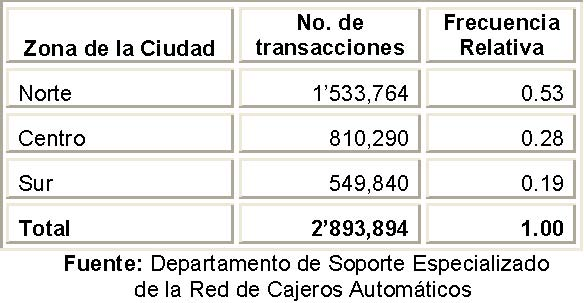 Zona de la Ciudad No. de transacciones Frecuencia Relativa
Norte 1’533,764 0.53
Centro 810,290 0.28
Sur 549,840 0.19
Total 2’893,894 1.00
Fuente: Departamento de Soporte Especializado
de la Red de Cajeros Automáticos